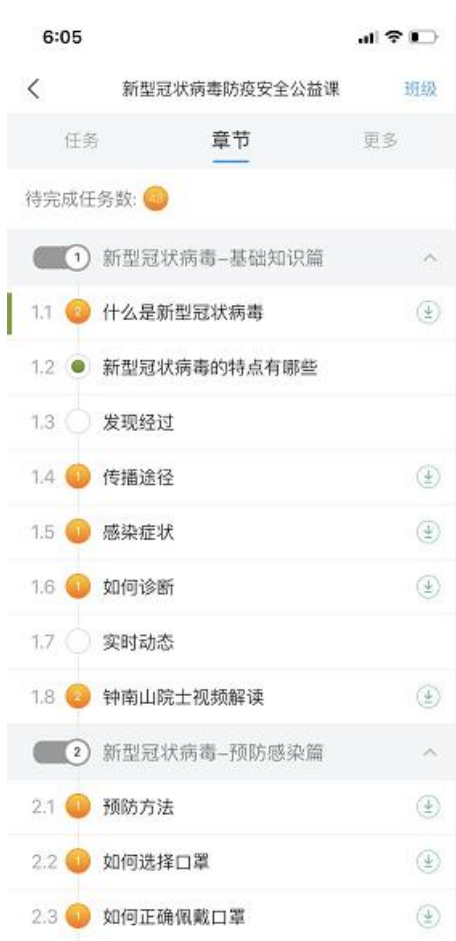 6:05
新型冠状病毒防疫安全公益课 班级
任务 章节 更多
待完成任务数: 43
1 新型冠状病毒-基础知识篇
1.1 2 什么是新型冠状病毒
1.2 新型冠状病毒的特点有哪些
1.3 发现经过
1.4 1 传播途径
1.5 1 感染症状
1.6 1 如何诊断
1.7 实时动态
1.8 2 钟南山院士视频解读
2 新型冠状病毒-预防感染篇
2.1 1 预防方法
2.2 1 如何选择口罩
2.3 1 如何正确佩戴口罩